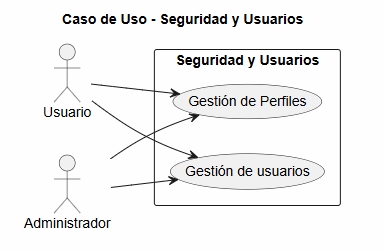 Caso de Uso - Seguridad y Usuarios
Seguridad y Usuarios
Gestión de Perfiles
Usuario
Gestión de usuarios
Administrador